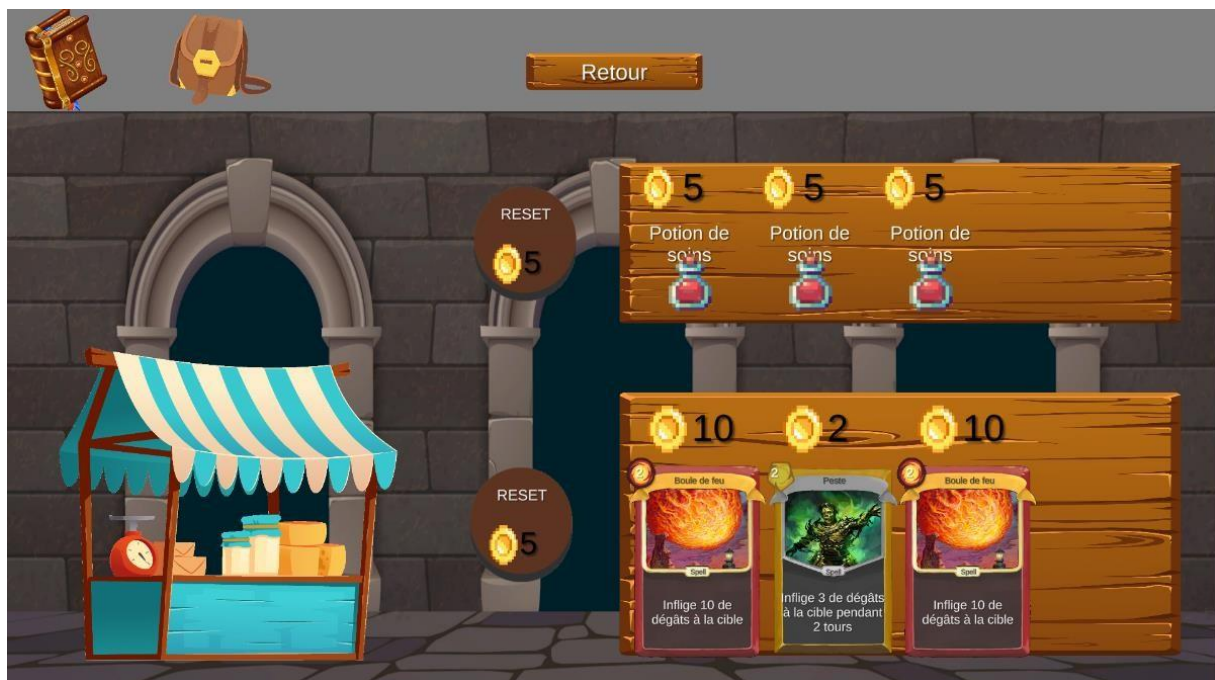 Retour
RESET
5
5
5
5
Potion de
soins
Potion de
soins
Potion de
soins
RESET
5
10
2
10
2
Boule de feu
Spell
Inflige 10 de
dégâts à la cible
2
Peste
Spell
Inflige 3 de dégâts
à la cible pendant
2 tours
2
Boule de feu
Spell
Inflige 10 de
dégâts à la cible